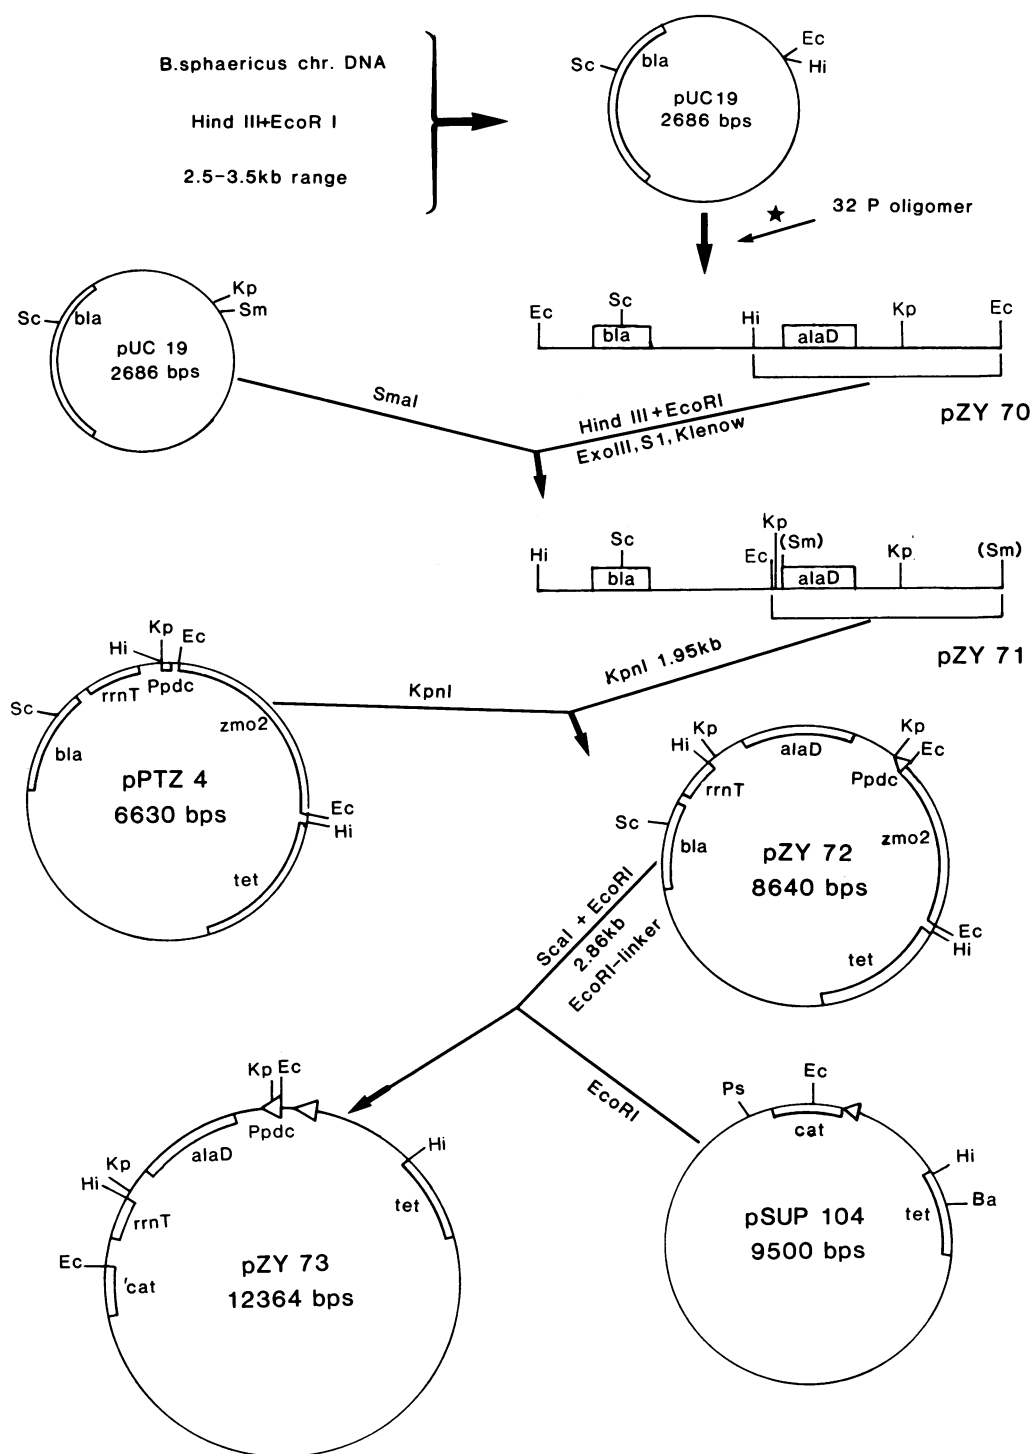 B.sphaericus chr. DNA
Hind III+EcoR I
2.5-3.5kb range
Sc
bla
Ec
Hi
pUC19
2686 bps
★
32 P oligomer
Sc
bla
Kp
Sm
pUC 19
2686 bps
Ec
Sc
bla
Hi
alaD
Kp
Ec
pZY 70
SmaI
Hind III+EcoRI
ExoIII,S1,Klenow
Hi
Sc
bla
Ec
Kp
(Sm)
alaD
Kp
(Sm)
pZY 71
KpnI
KpnI 1.95kb
Sc
bla
Hi
rrnT
Kp
Ppdc
Ec
zmo2
pPTZ 4
6630 bps
Ec
Hi
tet
Sc
bla
Hi
rrnT
Kp
alaD
Kp
Ec
Ppdc
zmo2
pZY 72
8640 bps
Ec
Hi
tet
ScaI + EcoRI
2.86kb
EcoRI-linker
EcoRI
Kp
Ec
Ppdc
alaD
Kp
Hi
rrnT
Ec
'cat
Hi
tet
pZY 73
12364 bps
Ps
Ec
cat
Hi
Ba
tet
pSUP 104
9500 bps